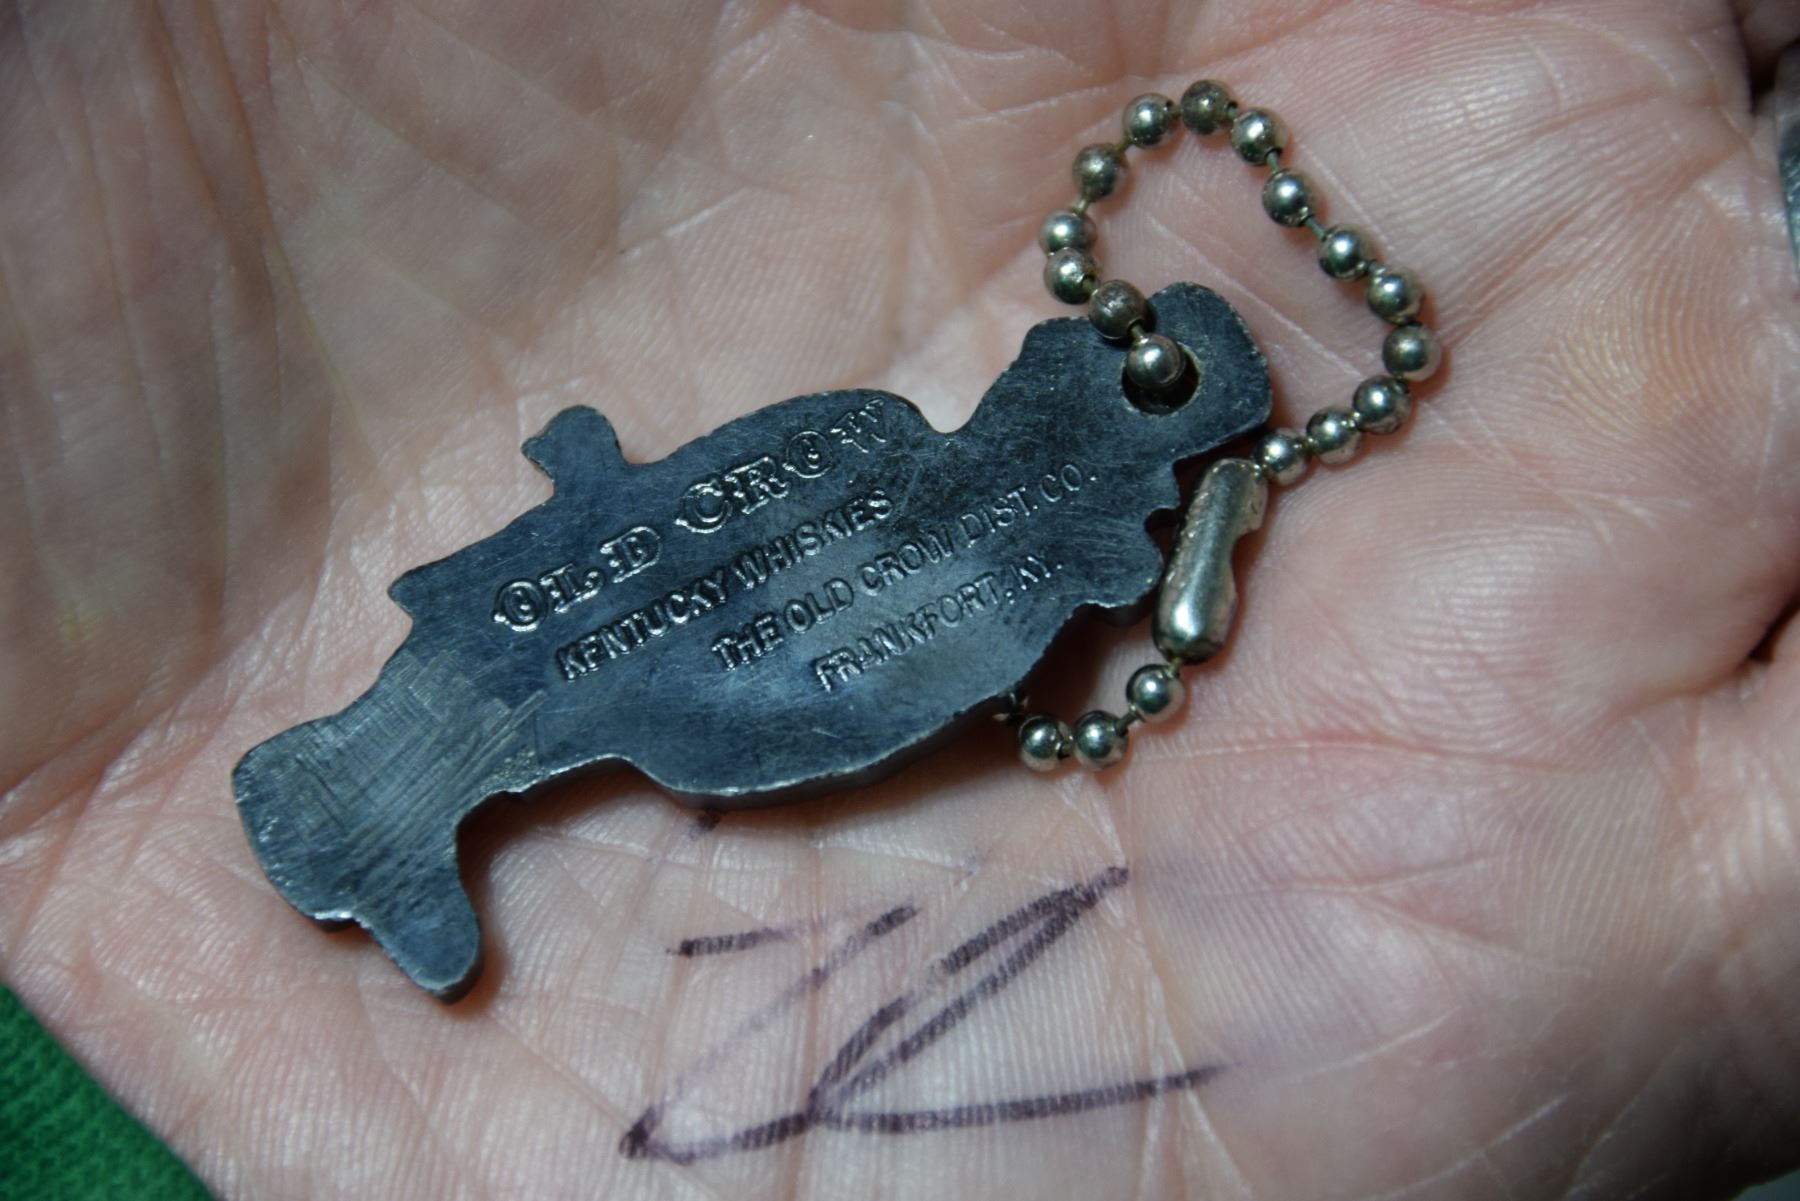 OLD CROW
KENTUCKY WHISKIES
THE OLD CROW DIST. CO.
FRANKFORT, KY.